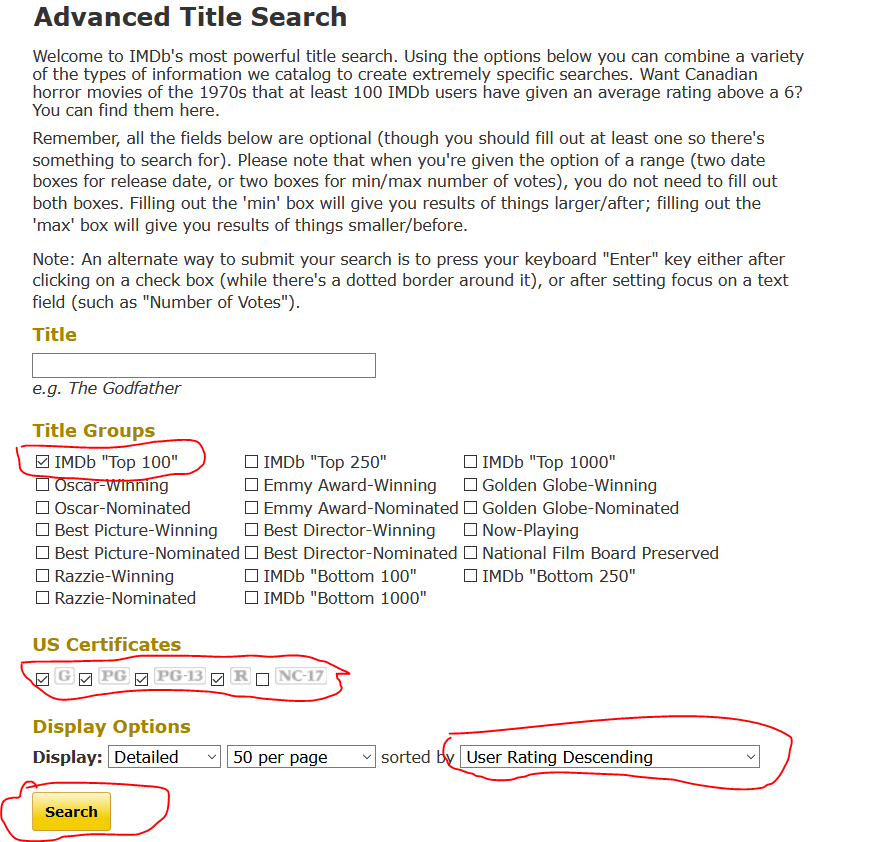 Advanced Title Search
Welcome to IMDb's most powerful title search. Using the options below you can combine a variety
of the types of information we catalog to create extremely specific searches. Want Canadian
horror movies of the 1970s that at least 100 IMDb users have given an average rating above a 6?
You can find them here.
Remember, all the fields below are optional (though you should fill out at least one so there's
something to search for). Please note that when you're given the option of a range (two date
boxes for release date, or two boxes for min/max number of votes), you do not need to fill out
both boxes. Filling out the 'min' box will give you results of things larger/after; filling out the
'max' box will give you results of things smaller/before.
Note: An alternate way to submit your search is to press your keyboard "Enter" key either after
clicking on a check box (while there's a dotted border around it), or after setting focus on a text
field (such as "Number of Votes").
Title
e.g. The Godfather
Title Groups
IMDb "Top 100" IMDb "Top 250" IMDb "Top 1000"
Oscar-Winning Emmy Award-Winning Golden Globe-Winning
Oscar-Nominated Emmy Award-Nominated Golden Globe-Nominated
Best Picture-Winning Best Director-Winning Now-Playing
Best Picture-Nominated Best Director-Nominated National Film Board Preserved
Razzie-Winning IMDb "Bottom 100" IMDb "Bottom 250"
Razzie-Nominated IMDb "Bottom 1000"
US Certificates
G PG PG-13 R NC-17
Display Options
Display: Detailed 50 per page sorted by User Rating Descending
Search